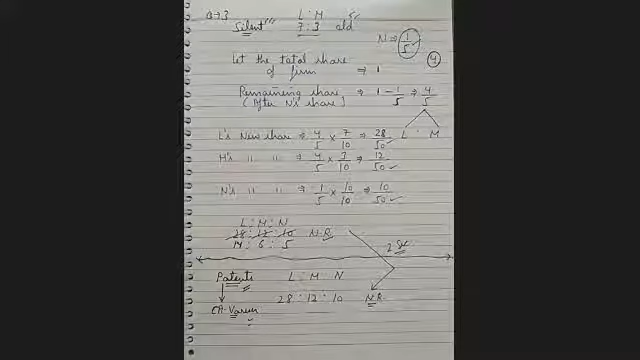 Q→3 L : M
Silent 7 : 3 old
N ⇒ 1/5
4
Let the total share
of firm ⇒ 1
Remaining share ⇒ 1 - 1/5 ⇒ 4/5
(After N's share)
L : M
L's New share ⇒ 4/5 × 7/10 ⇒ 28/50
M's " " ⇒ 4/5 × 3/10 ⇒ 12/50
N's " " ⇒ 1/5 × 10/10 ⇒ 10/50
L : M : N
28 : 12 : 10 N.R
14 : 6 : 5
Patents L : M N
28 : 12 : 10 N.R.
CA-Varun